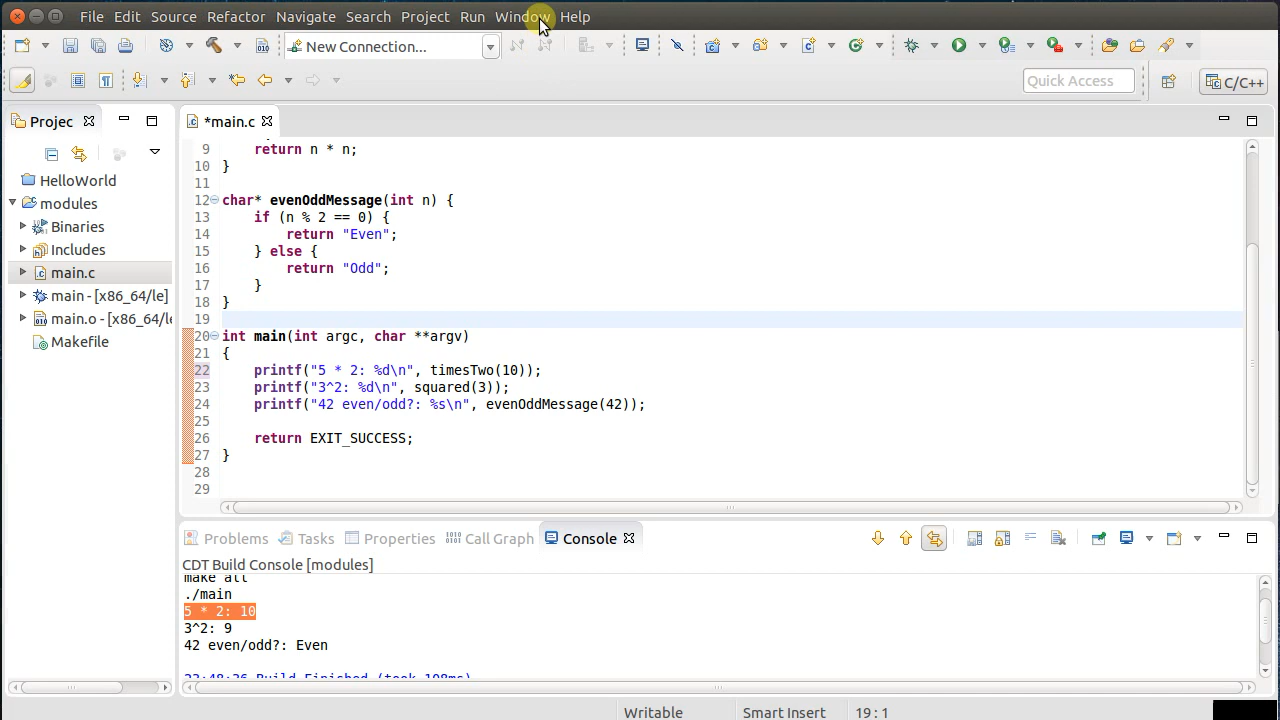 File Edit Source Refactor Navigate Search Project Run Window Help
New Connection...
Quick Access
C/C++
Projec
*main.c
HelloWorld
modules
Binaries
Includes
main.c
main - [x86_64/le]
main.o - [x86_64/le
Makefile
9 return n * n;
10 }
11
12 char* evenOddMessage(int n) {
13 if (n % 2 == 0) {
14 return "Even";
15 } else {
16 return "Odd";
17 }
18 }
19
20 int main(int argc, char **argv)
21 {
22 printf("5 * 2: %d\n", timesTwo(10));
23 printf("3^2: %d\n", squared(3));
24 printf("42 even/odd?: %s\n", evenOddMessage(42));
25
26 return EXIT_SUCCESS;
27 }
28
29
Problems Tasks Properties Call Graph Console
CDT Build Console [modules]
make all
./main
5 * 2: 10
3^2: 9
42 even/odd?: Even
23:48:36 Build Finished (took 108ms)
Writable Smart Insert 19 : 1